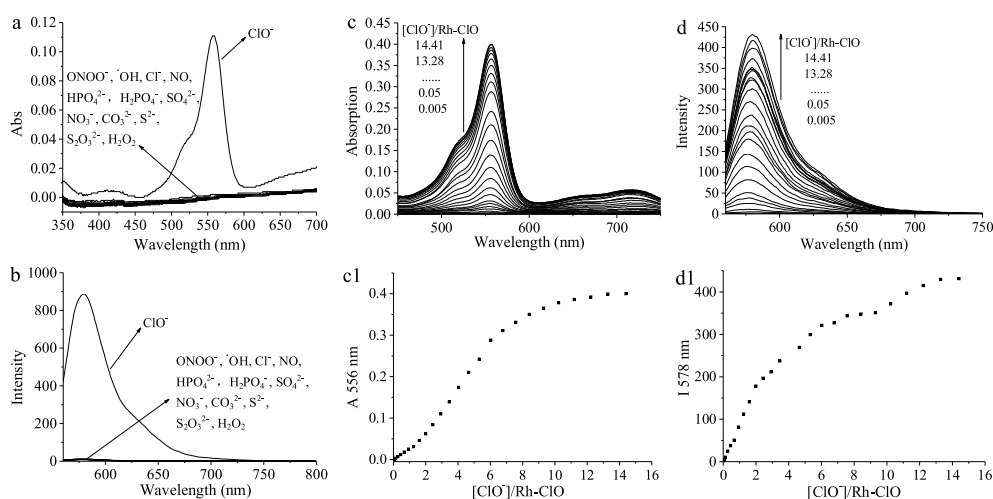 a
0.12
0.10
0.08
0.06
0.04
0.02
0.00
Abs
ClO⁻
ONOO⁻, ˙OH, Cl⁻, NO,
HPO₄²⁻, H₂PO₄⁻, SO₄²⁻,
NO₃⁻, CO₃²⁻, S²⁻,
S₂O₃²⁻, H₂O₂
350 400 450 500 550 600 650 700
Wavelength (nm)
c
0.50
0.45
0.40
0.35
0.30
0.25
0.20
0.15
0.10
0.05
0.00
Absorption
[ClO⁻]/Rh-ClO
14.41
13.28
......
0.05
0.005
500 550 600 650 700
Wavelength (nm)
d
450
400
350
300
250
200
150
100
50
0
Intensity
[ClO⁻]/Rh-ClO
14.41
13.28
......
0.05
0.005
600 650 700 750
Wavelength (nm)
b
1000
800
600
400
200
0
Intensity
ClO⁻
ONOO⁻, ˙OH, Cl⁻, NO,
HPO₄²⁻, H₂PO₄⁻, SO₄²⁻,
NO₃⁻, CO₃²⁻, S²⁻,
S₂O₃²⁻, H₂O₂
600 650 700 750 800
Wavelength (nm)
c1
0.4
0.3
0.2
0.1
0.0
A 556 nm
0 2 4 6 8 10 12 14 16
[ClO⁻]/Rh-ClO
d1
400
300
200
100
0
I 578 nm
0 2 4 6 8 10 12 14 16
[ClO⁻]/Rh-ClO